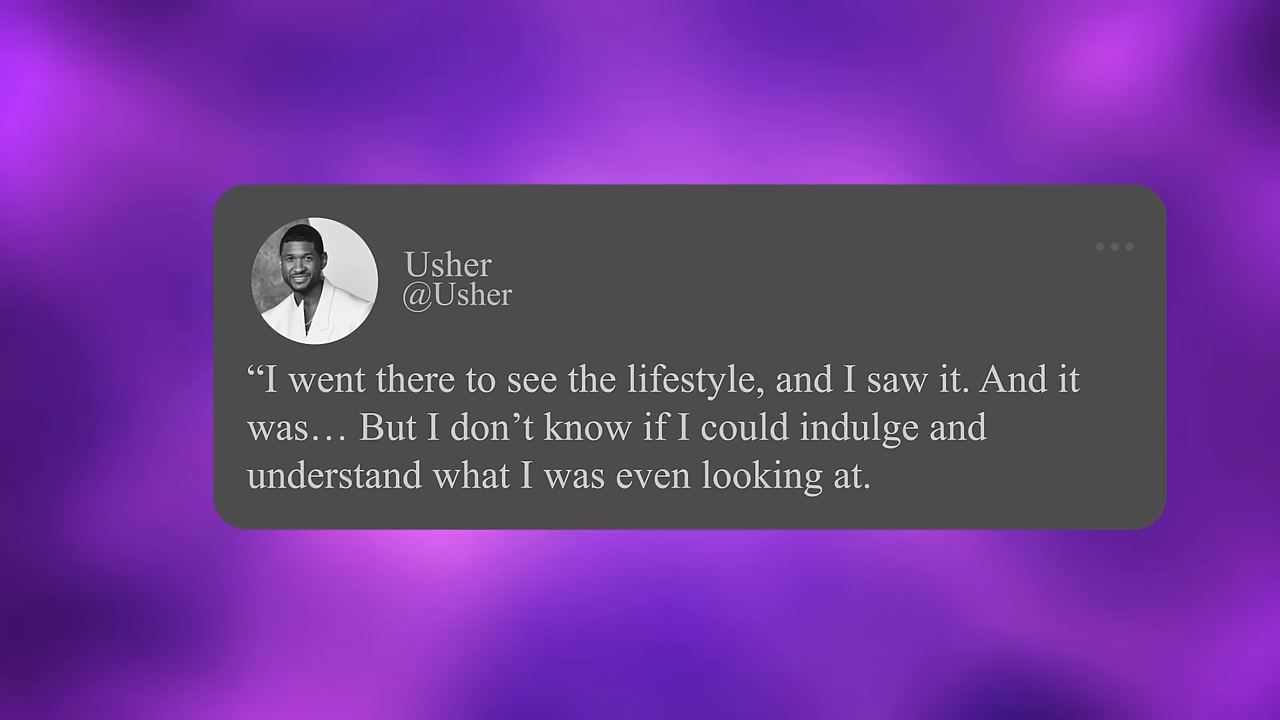 Usher
@Usher
“I went there to see the lifestyle, and I saw it. And it
was… But I don’t know if I could indulge and
understand what I was even looking at.